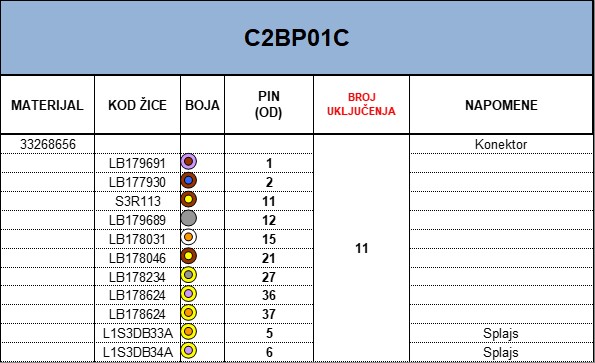 C2BP01C
MATERIJAL KOD ŽICE BOJA PIN (OD) BROJ UKLJUČENJA NAPOMENE
33268656 Konektor
LB179691 1
LB177930 2
S3R113 11
LB179689 12
LB178031 15
11
LB178046 21
LB178234 27
LB178624 36
LB178624 37
L1S3DB33A 5 Splajs
L1S3DB34A 6 Splajs